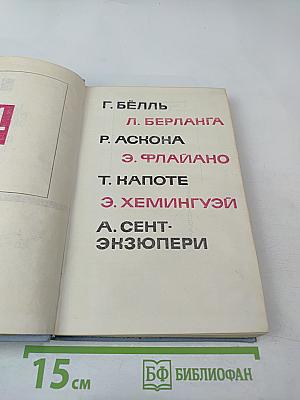 Г. БЁЛЛЬ
Л. БЕРЛАНГА
Р. АСКОНА
Э. ФЛАЙАНО
Т. КАПОТЕ
Э. ХЕМИНГУЭЙ
А. СЕНТ-
ЭКЗЮПЕРИ
15 см
БФ БИБЛИОФАН